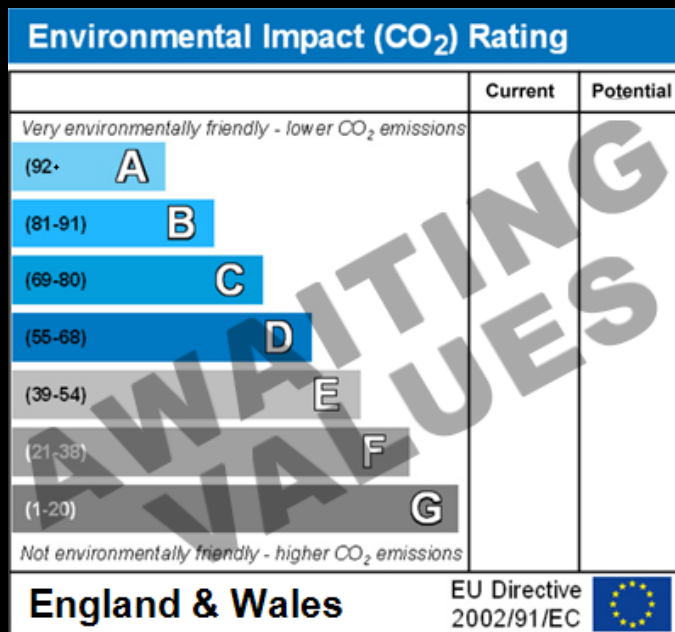 Environmental Impact (CO₂) Rating
Current Potential
Very environmentally friendly - lower CO₂ emissions
(92+ A
(81-91) B
(69-80) C
(55-68) D
(39-54) E
(21-38) F
(1-20) G
Not environmentally friendly - higher CO₂ emissions
AWAITING
VALUES
England & Wales
EU Directive
2002/91/EC